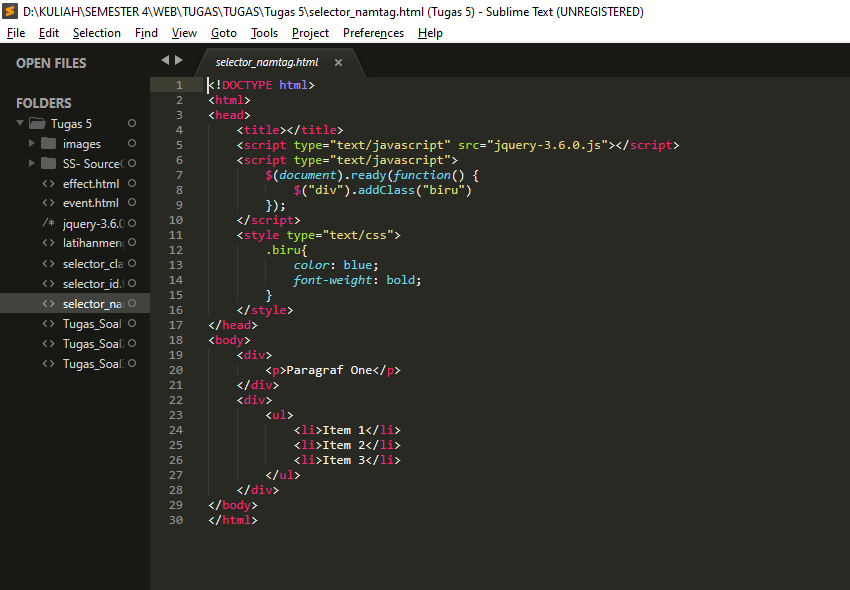 D:\KULIAH\SEMESTER 4\WEB\TUGAS\TUGAS\Tugas 5\selector_namtag.html (Tugas 5) - Sublime Text (UNREGISTERED)
File Edit Selection Find View Goto Tools Project Preferences Help
OPEN FILES
FOLDERS
Tugas 5
images
SS- Source
effect.html
event.html
/* jquery-3.6.0
latihanmen
selector_cla
selector_id.
selector_na
Tugas_Soal
Tugas_Soal
Tugas_Soal
selector_namtag.html
1 <!DOCTYPE html>
2 <html>
3 <head>
4     <title></title>
5     <script type="text/javascript" src="jquery-3.6.0.js"></script>
6     <script type="text/javascript">
7         $(document).ready(function() {
8             $("div").addClass("biru")
9         });
10     </script>
11     <style type="text/css">
12         .biru{
13             color: blue;
14             font-weight: bold;
15         }
16     </style>
17 </head>
18 <body>
19     <div>
20         <p>Paragraf One</p>
21     </div>
22     <div>
23         <ul>
24             <li>Item 1</li>
25             <li>Item 2</li>
26             <li>Item 3</li>
27         </ul>
28     </div>
29 </body>
30 </html>